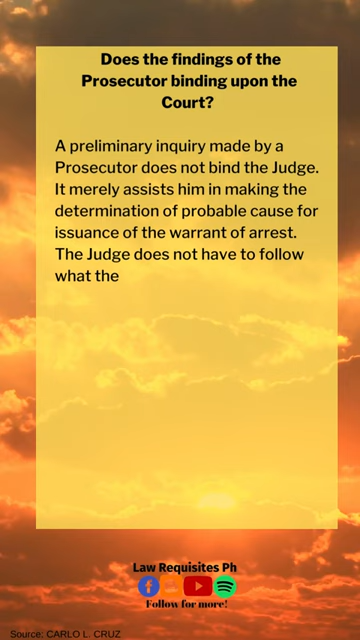 Does the findings of the
Prosecutor binding upon the
Court?
A preliminary inquiry made by a
Prosecutor does not bind the Judge.
It merely assists him in making the
determination of probable cause for
issuance of the warrant of arrest.
The Judge does not have to follow
what the
Law Requisites Ph
Follow for more!
Source; CARLO L. CRUZ